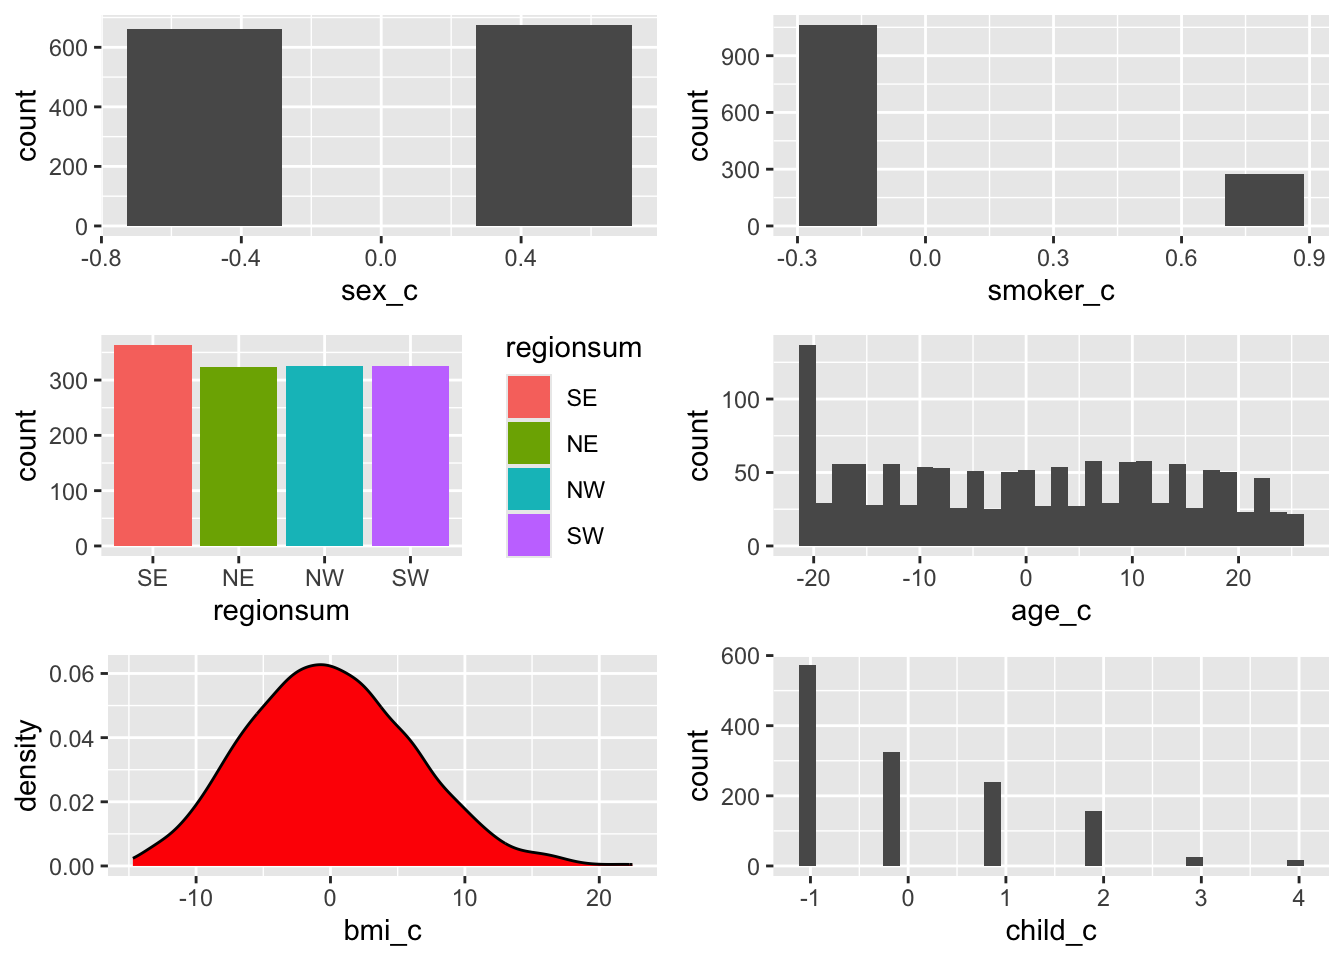 count
600
400
200
0
-0.8 -0.4 0.0 0.4
sex_c
count
900
600
300
0
-0.3 0.0 0.3 0.6 0.9
smoker_c
count
300
200
100
0
SE NE NW SW
regionsum
regionsum
SE
NE
NW
SW
count
100
50
0
-20 -10 0 10 20
age_c
density
0.06
0.04
0.02
0.00
-10 0 10 20
bmi_c
count
600
400
200
0
-1 0 1 2 3 4
child_c